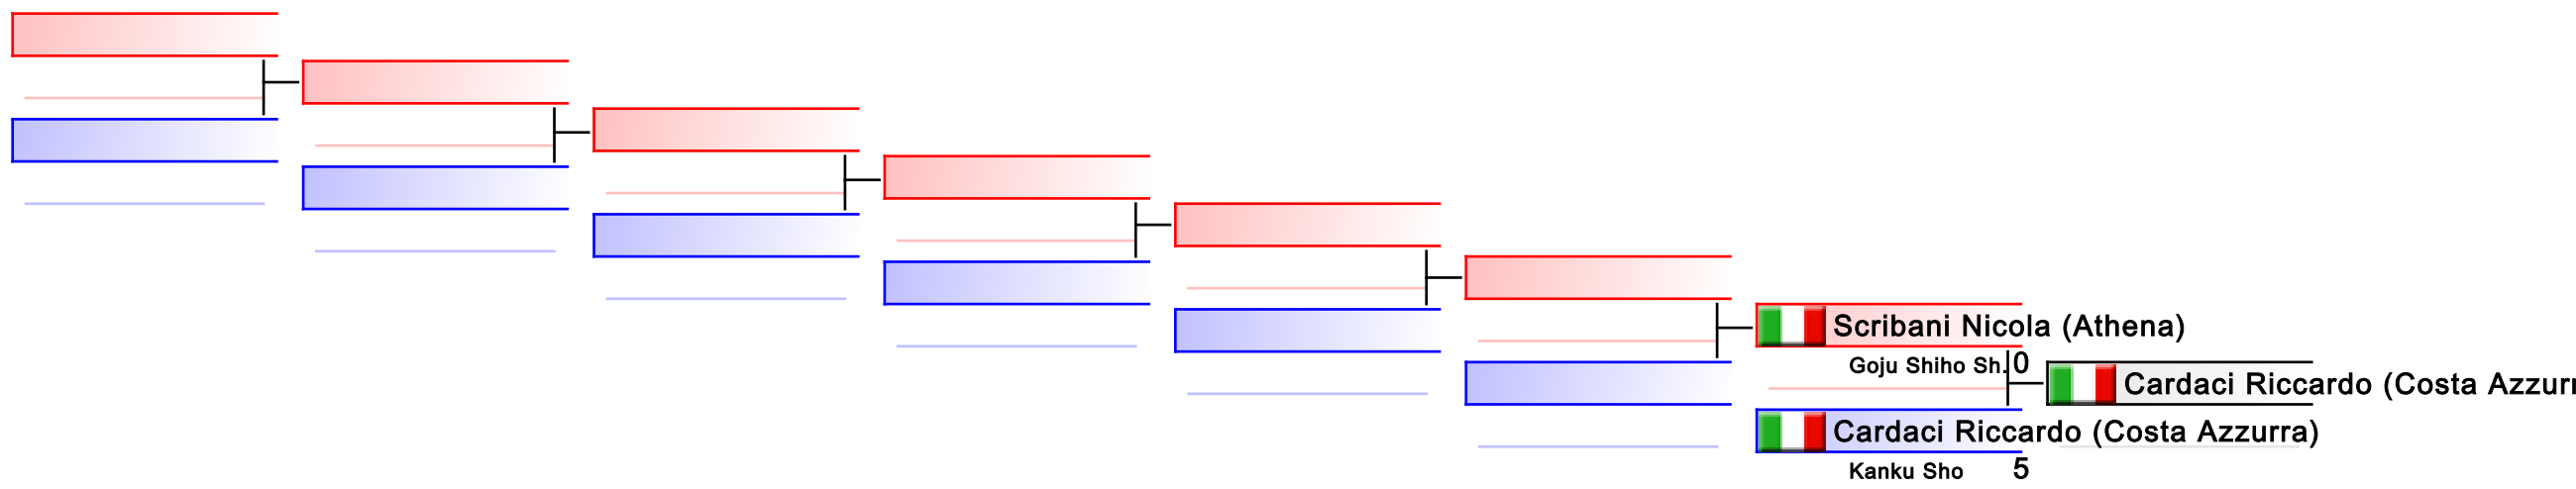 Scribani Nicola (Athena)
Goju Shiho Sh. 0
Cardaci Riccardo (Costa Azzurr
Cardaci Riccardo (Costa Azzurra)
Kanku Sho 5